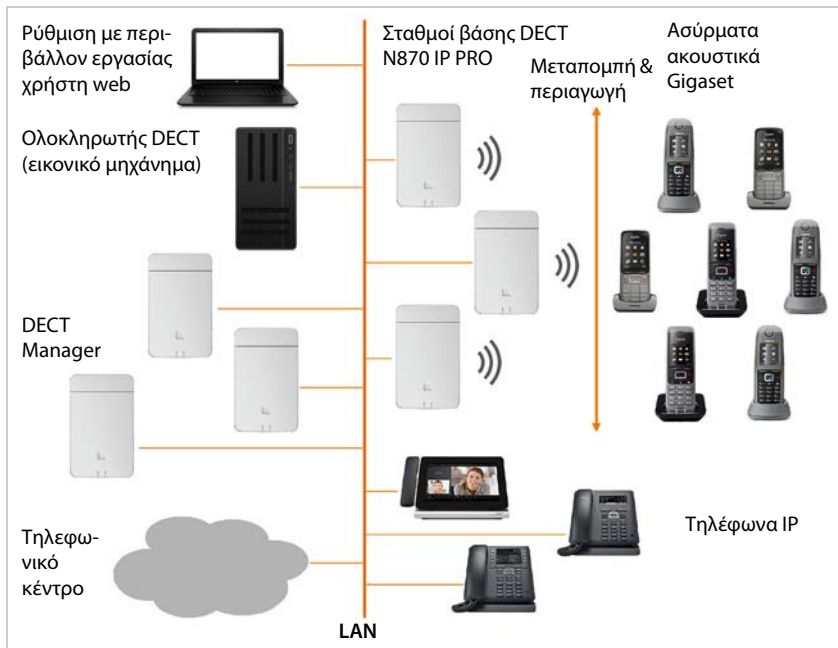 Ρύθμιση με περι-
βάλλον εργασίας
χρήστη web
Σταθμοί βάσης DECT
N870 IP PRO
Μεταπομπή &
περιαγωγή
Ασύρματα
ακουστικά
Gigaset
Ολοκληρωτής DECT
(εικονικό μηχάνημα)
DECT
Manager
Τηλεφω-
νικό
κέντρο
Τηλέφωνα IP
LAN